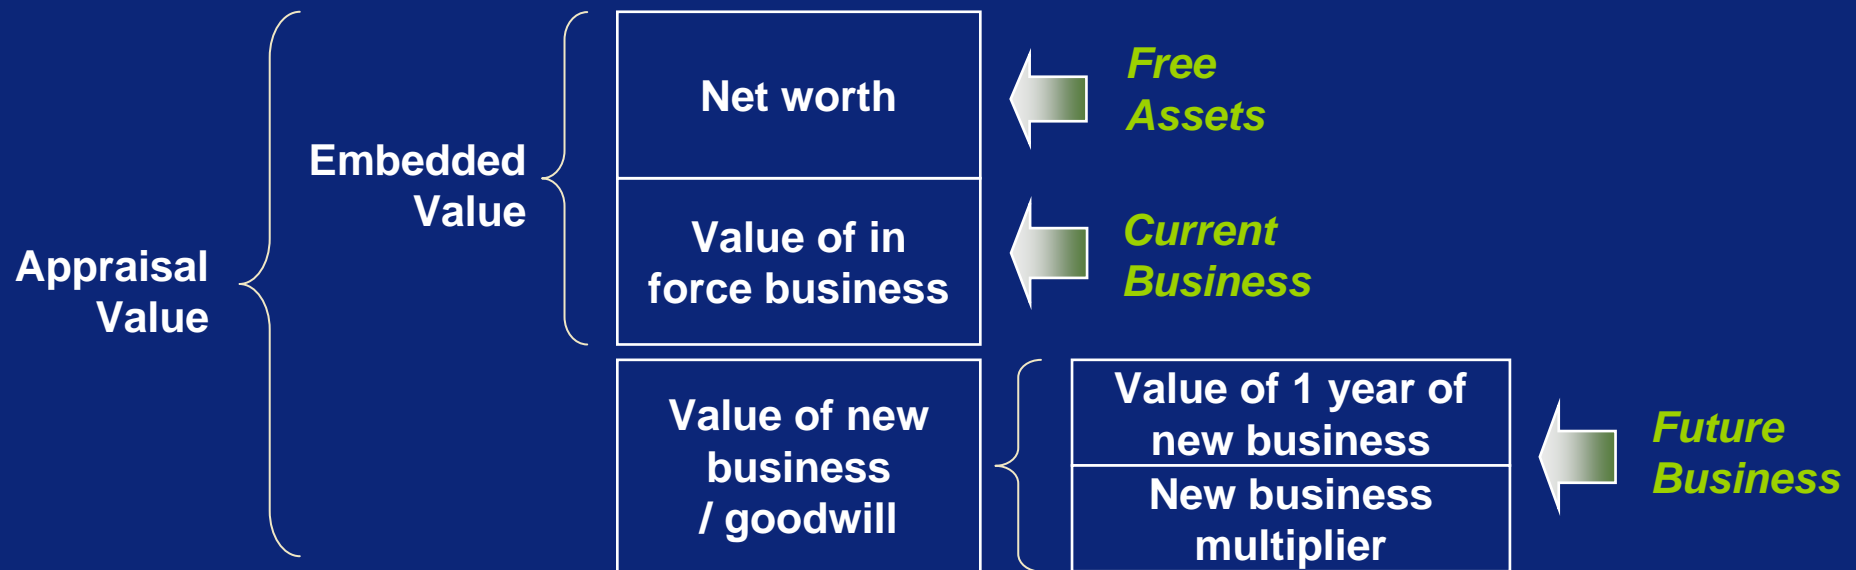 Appraisal
Value
Embedded
Value
Net worth
Free
Assets
Value of in
force business
Current
Business
Value of new
business
/ goodwill
Value of 1 year of
new business
New business
multiplier
Future
Business